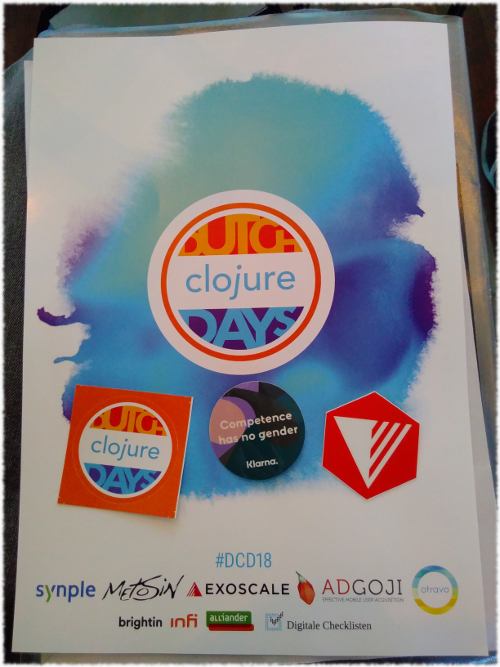 DUTCH
clojure
DAYS
DUTCH
clojure
DAYS
Competence
has no gender
Klarna.
#DCD18
synple METOSIN EXOSCALE ADGOJI otravo
EFFECTIVE MOBILE USER ACQUISITION
brightin infi alliander Digitale Checklisten